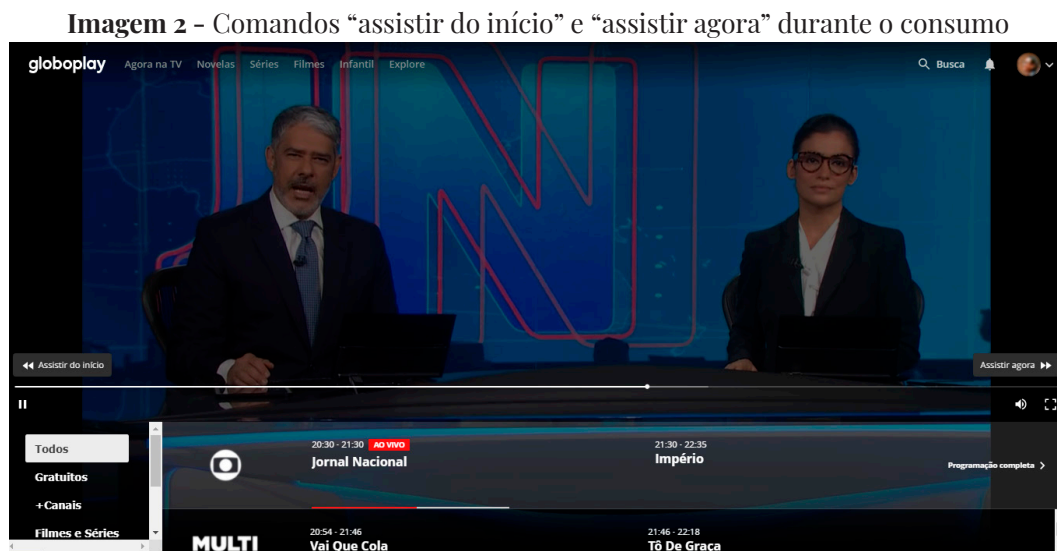 Imagem 2 - Comandos “assistir do início” e “assistir agora” durante o consumo
globoplay Agora na TV Novelas Séries Filmes Infantil Explore Busca
JN
Assistir do início Assistir agora
Todos
Gratuitos
+Canais
Filmes e Séries
20:30 - 21:30 AO VIVO
Jornal Nacional
21:30 - 22:35
Império
Programação completa
MULTI
20:54 - 21:46
Vai Que Cola
21:46 - 22:18
Tô De Graça